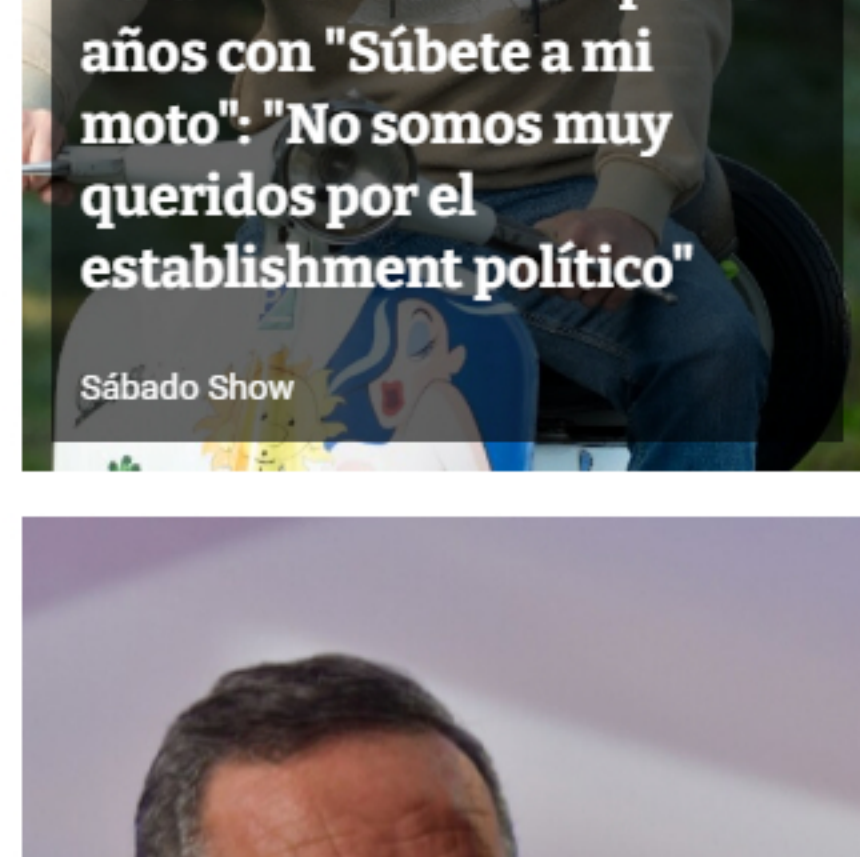 años con "Súbete a mi
moto": "No somos muy
queridos por el
establishment político"
Sábado Show